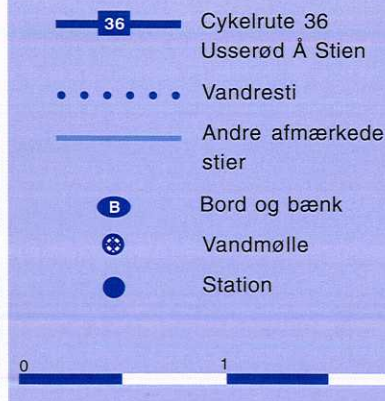 36 Cykelrute 36
Usserød Å Stien
Vandresti
Andre afmærkede
stier
B Bord og bænk
Vandmølle
Station
0 1